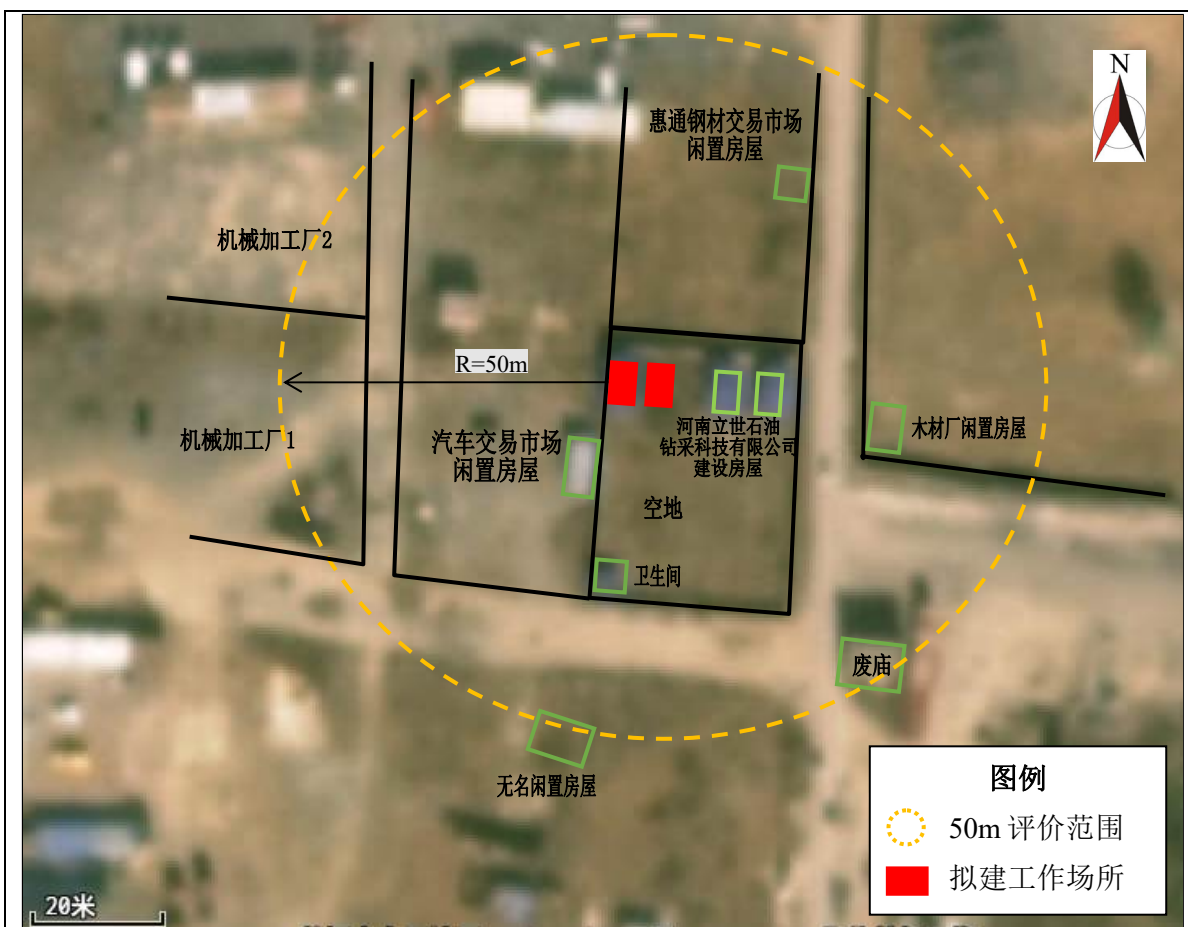 N
惠通钢材交易市场
闲置房屋
机械加工厂2
R=50m
机械加工厂1
汽车交易市场
闲置房屋
河南立世石油
钻采科技有限公司
建设房屋
木材厂闲置房屋
空地
卫生间
废庙
无名闲置房屋
图例
50m 评价范围
拟建工作场所
20米